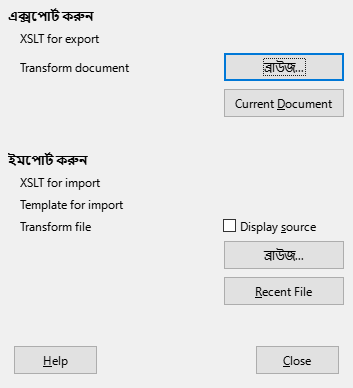 এক্সপোর্ট করুন
XSLT for export
Transform document
ব্রাউজ...
Current Document
ইমপোর্ট করুন
XSLT for import
Template for import
Transform file
Display source
ব্রাউজ...
Recent File
Help
Close